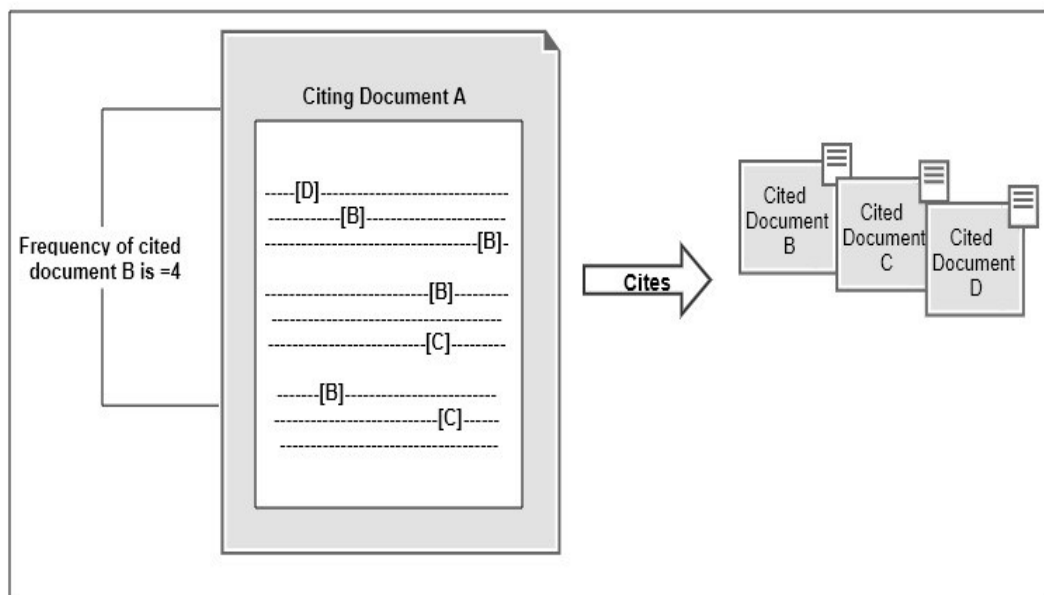 Citing Document A
-----[D]-----------------------------------
-------------[B]-------------------------
---------------------------------------[B]-
Frequency of cited
document B is =4
-----------------------------[B]----------
------------------------------------------
----------------------------[C]----------
-------[B]---------------------------
-----------------------------[C]------
--------------------------------------
Cites
Cited
Document
B
Cited
Document
C
Cited
Document
D